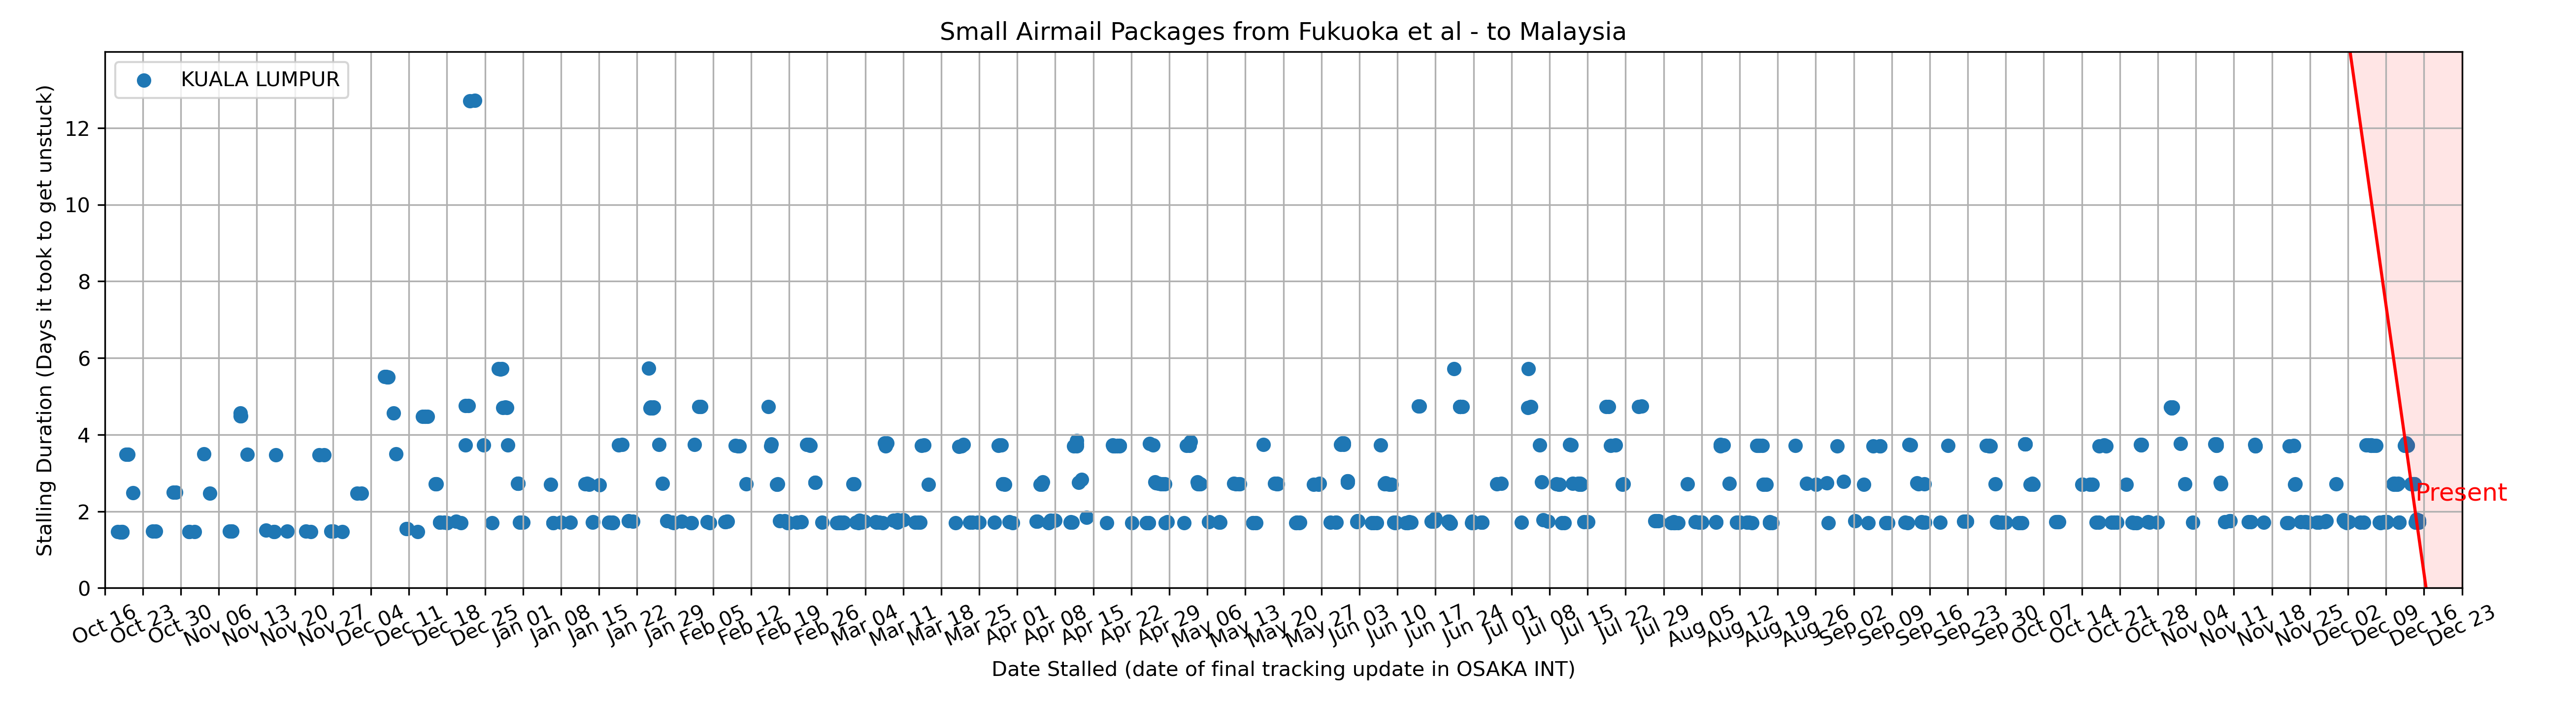 Small Airmail Packages from Fukuoka et al - to Malaysia
KUALA LUMPUR
Stalling Duration (Days it took to get unstuck)
12
10
8
6
4
2
0
Present
Oct 16
Oct 23
Oct 30
Nov 06
Nov 13
Nov 20
Nov 27
Dec 04
Dec 11
Dec 18
Dec 25
Jan 01
Jan 08
Jan 15
Jan 22
Jan 29
Feb 05
Feb 12
Feb 19
Feb 26
Mar 04
Mar 11
Mar 18
Mar 25
Apr 01
Apr 08
Apr 15
Apr 22
Apr 29
May 06
May 13
May 20
May 27
Jun 03
Jun 10
Jun 17
Jun 24
Jul 01
Jul 08
Jul 15
Jul 22
Jul 29
Aug 05
Aug 12
Aug 19
Aug 26
Sep 02
Sep 09
Sep 16
Sep 23
Sep 30
Oct 07
Oct 14
Oct 21
Oct 28
Nov 04
Nov 11
Nov 18
Nov 25
Dec 02
Dec 09
Dec 16
Dec 23
Date Stalled (date of final tracking update in OSAKA INT)